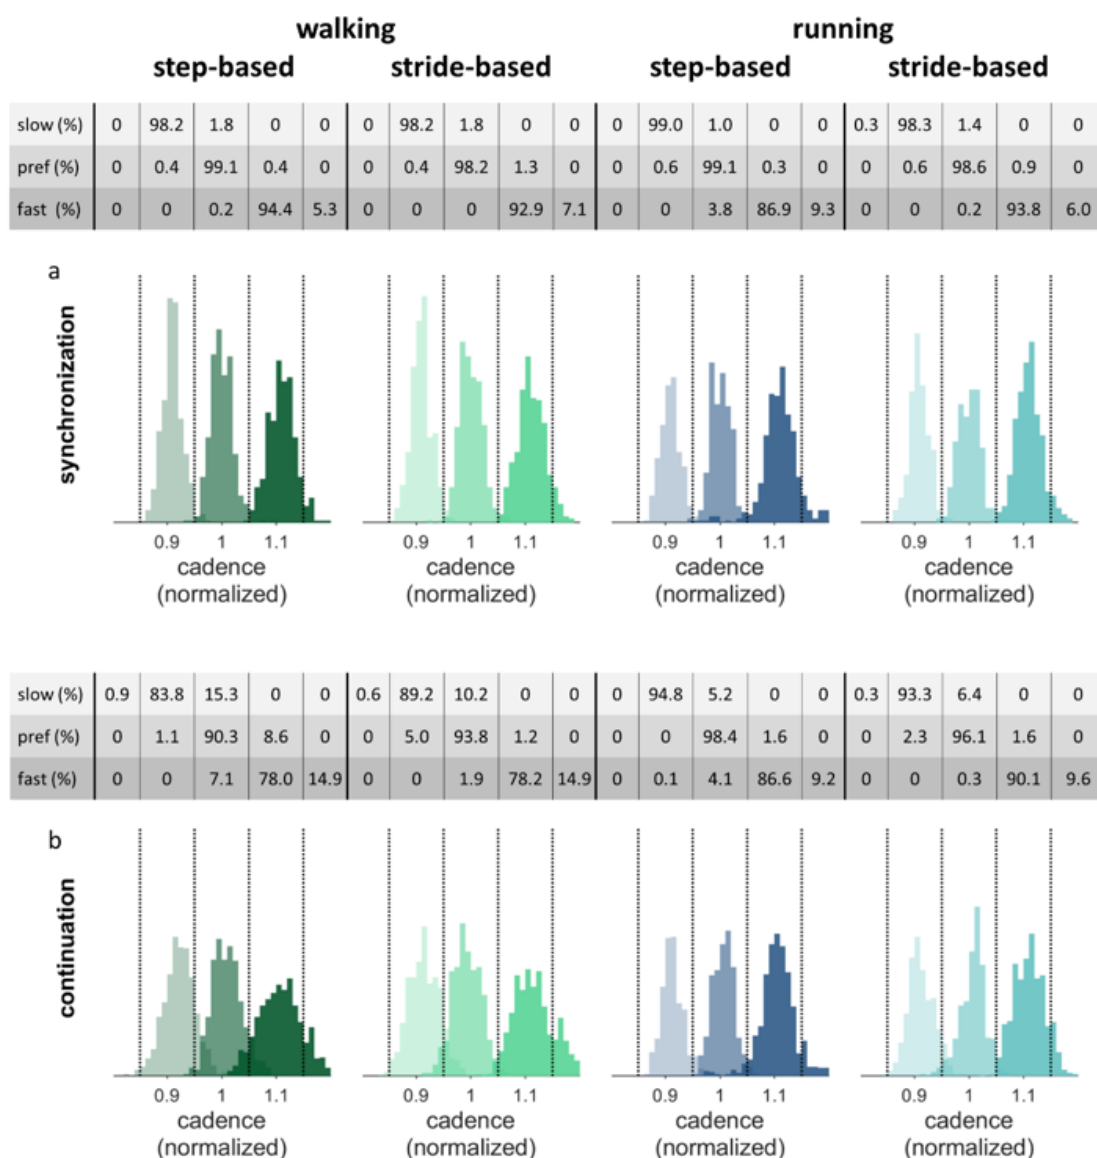 walking running
step-based stride-based step-based stride-based
slow (%) 0 98.2 1.8 0 0 0 98.2 1.8 0 0 0 99.0 1.0 0 0 0.3 98.3 1.4 0 0
pref (%) 0 0.4 99.1 0.4 0 0 0.4 98.2 1.3 0 0 0.6 99.1 0.3 0 0 0.6 98.6 0.9 0
fast (%) 0 0 0.2 94.4 5.3 0 0 0 92.9 7.1 0 0 3.8 86.9 9.3 0 0 0.2 93.8 6.0
a
synchronization
0.9 1 1.1 0.9 1 1.1 0.9 1 1.1 0.9 1 1.1
cadence cadence cadence cadence
(normalized) (normalized) (normalized) (normalized)
slow (%) 0.9 83.8 15.3 0 0 0.6 89.2 10.2 0 0 0 94.8 5.2 0 0 0.3 93.3 6.4 0 0
pref (%) 0 1.1 90.3 8.6 0 0 5.0 93.8 1.2 0 0 0 98.4 1.6 0 0 2.3 96.1 1.6 0
fast (%) 0 0 7.1 78.0 14.9 0 0 1.9 78.2 14.9 0 0.1 4.1 86.6 9.2 0 0 0.3 90.1 9.6
b
continuation
0.9 1 1.1 0.9 1 1.1 0.9 1 1.1 0.9 1 1.1
cadence cadence cadence cadence
(normalized) (normalized) (normalized) (normalized)